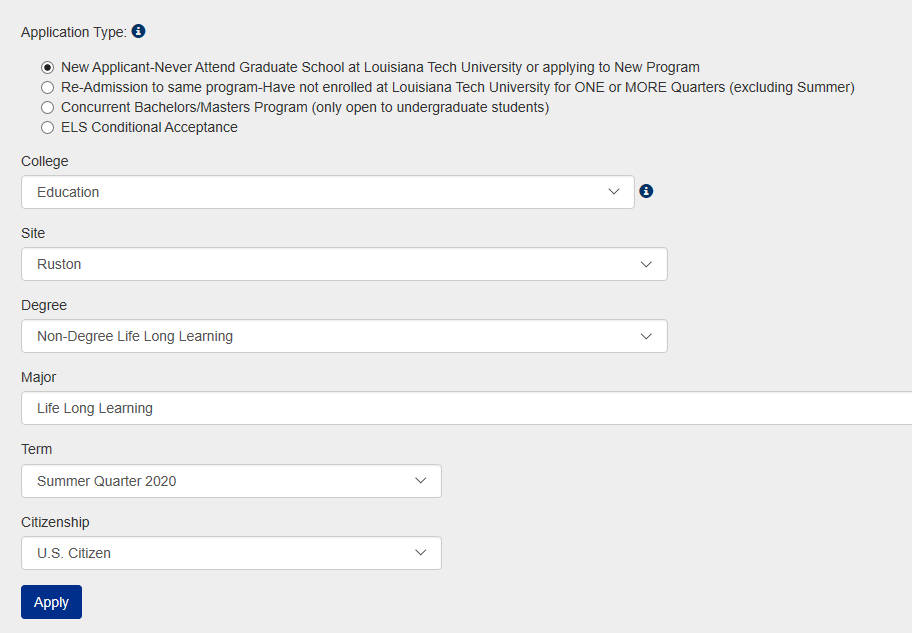 Application Type:
New Applicant-Never Attend Graduate School at Louisiana Tech University or applying to New Program
Re-Admission to same program-Have not enrolled at Louisiana Tech University for ONE or MORE Quarters (excluding Summer)
Concurrent Bachelors/Masters Program (only open to undergraduate students)
ELS Conditional Acceptance
College
Education
Site
Ruston
Degree
Non-Degree Life Long Learning
Major
Life Long Learning
Term
Summer Quarter 2020
Citizenship
U.S. Citizen
Apply